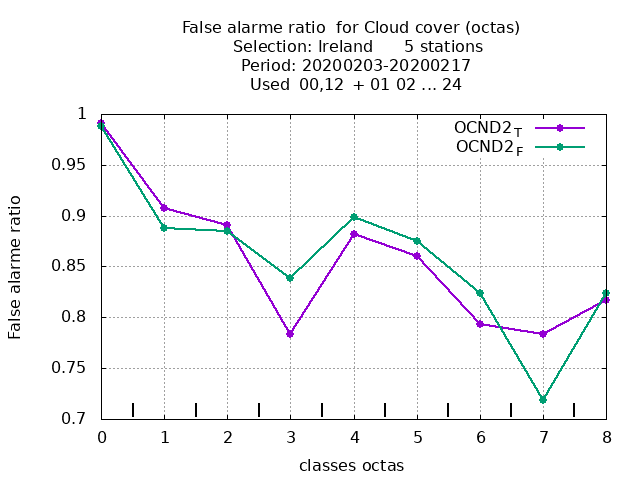 False alarme ratio  for Cloud cover (octas)
Selection: Ireland      5 stations
Period: 20200203-20200217
Used  00,12  + 01 02 ... 24
OCND2T
OCND2F
1
0.95
0.9
0.85
0.8
0.75
0.7
False alarme ratio
0 1 2 3 4 5 6 7 8
classes octas